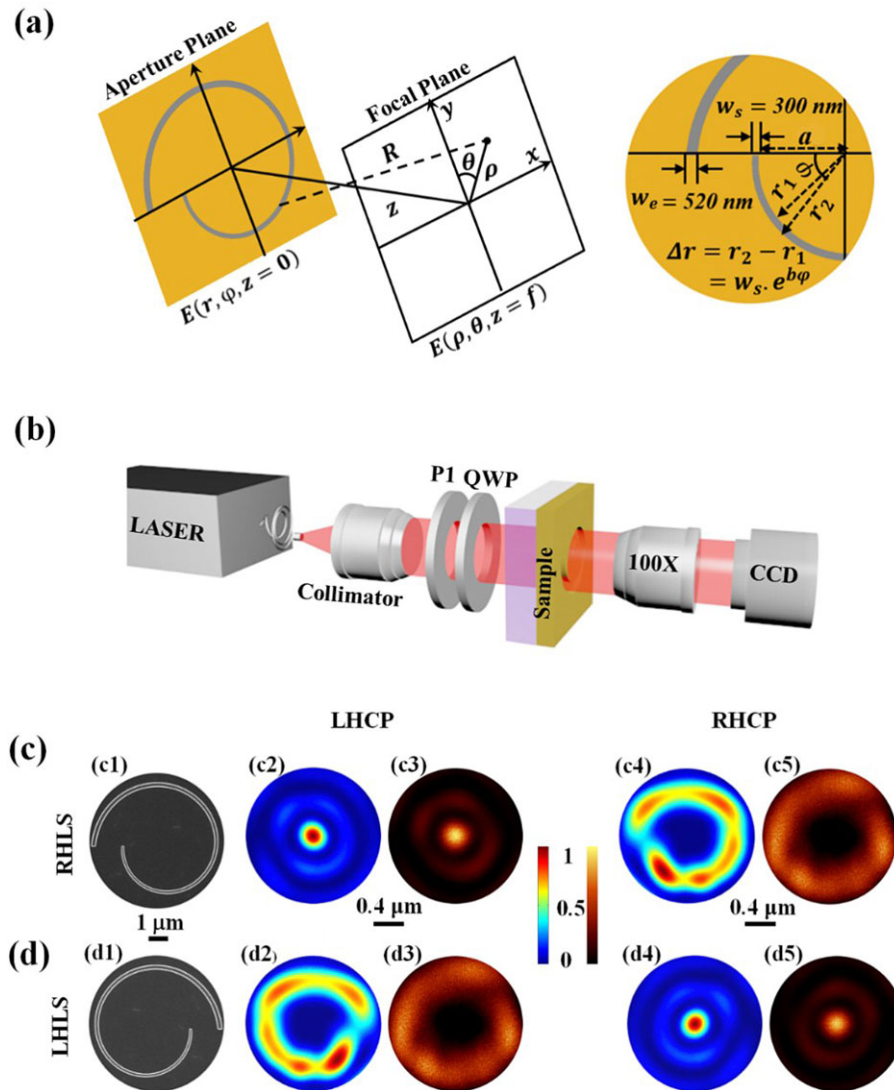 (a)
Aperture Plane
E(r, φ, z = 0)
Focal Plane
R
z
y
θ
ρ
x
E(ρ, θ, z = f)
w_s = 300 nm
a
w_e = 520 nm
φ
r_1
r_2
Δr = r_2 − r_1
= w_s. e^{bφ}
(b)
LASER
Collimator
P1 QWP
Sample
100X
CCD
LHCP
RHCP
(c)
RHLS
(c1)
(c2)
(c3)
(c4)
(c5)
1
0.5
0
1 μm
0.4 μm
0.4 μm
(d)
LHLS
(d1)
(d2)
(d3)
(d4)
(d5)